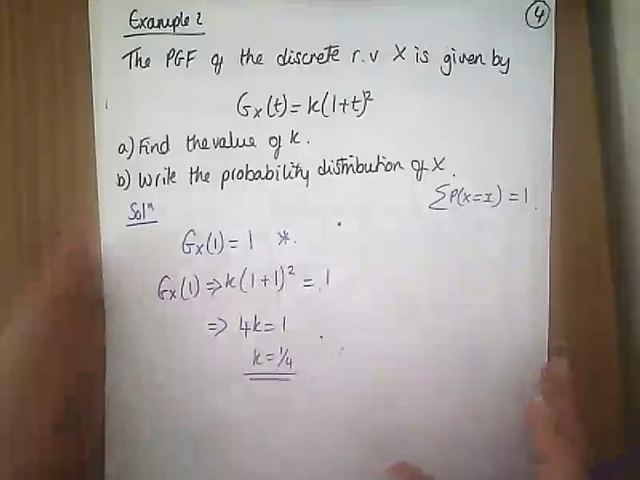 Example 2
4
The PGF of the discrete r.v X is given by
Gx(t) = k(1+t)²
a) Find the value of k.
b) Write the probability distribution of X.
ΣP(X=x) = 1.
Solⁿ
Gx(1) = 1 *.
Gx(1) ⇒ k(1+1)² = 1
⇒ 4k = 1
k = 1/4